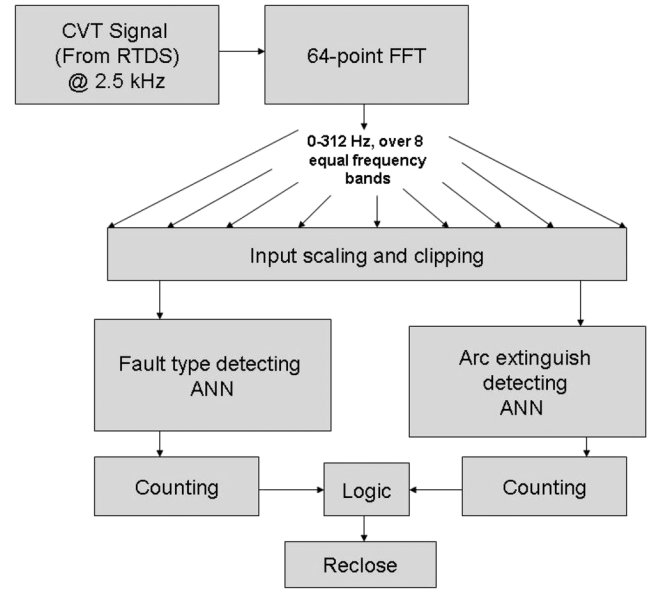 CVT Signal
(From RTDS)
@ 2.5 kHz
64-point FFT
0-312 Hz, over 8
equal frequency
bands
Input scaling and clipping
Fault type detecting
ANN
Arc extinguish
detecting
ANN
Counting
Logic
Counting
Reclose